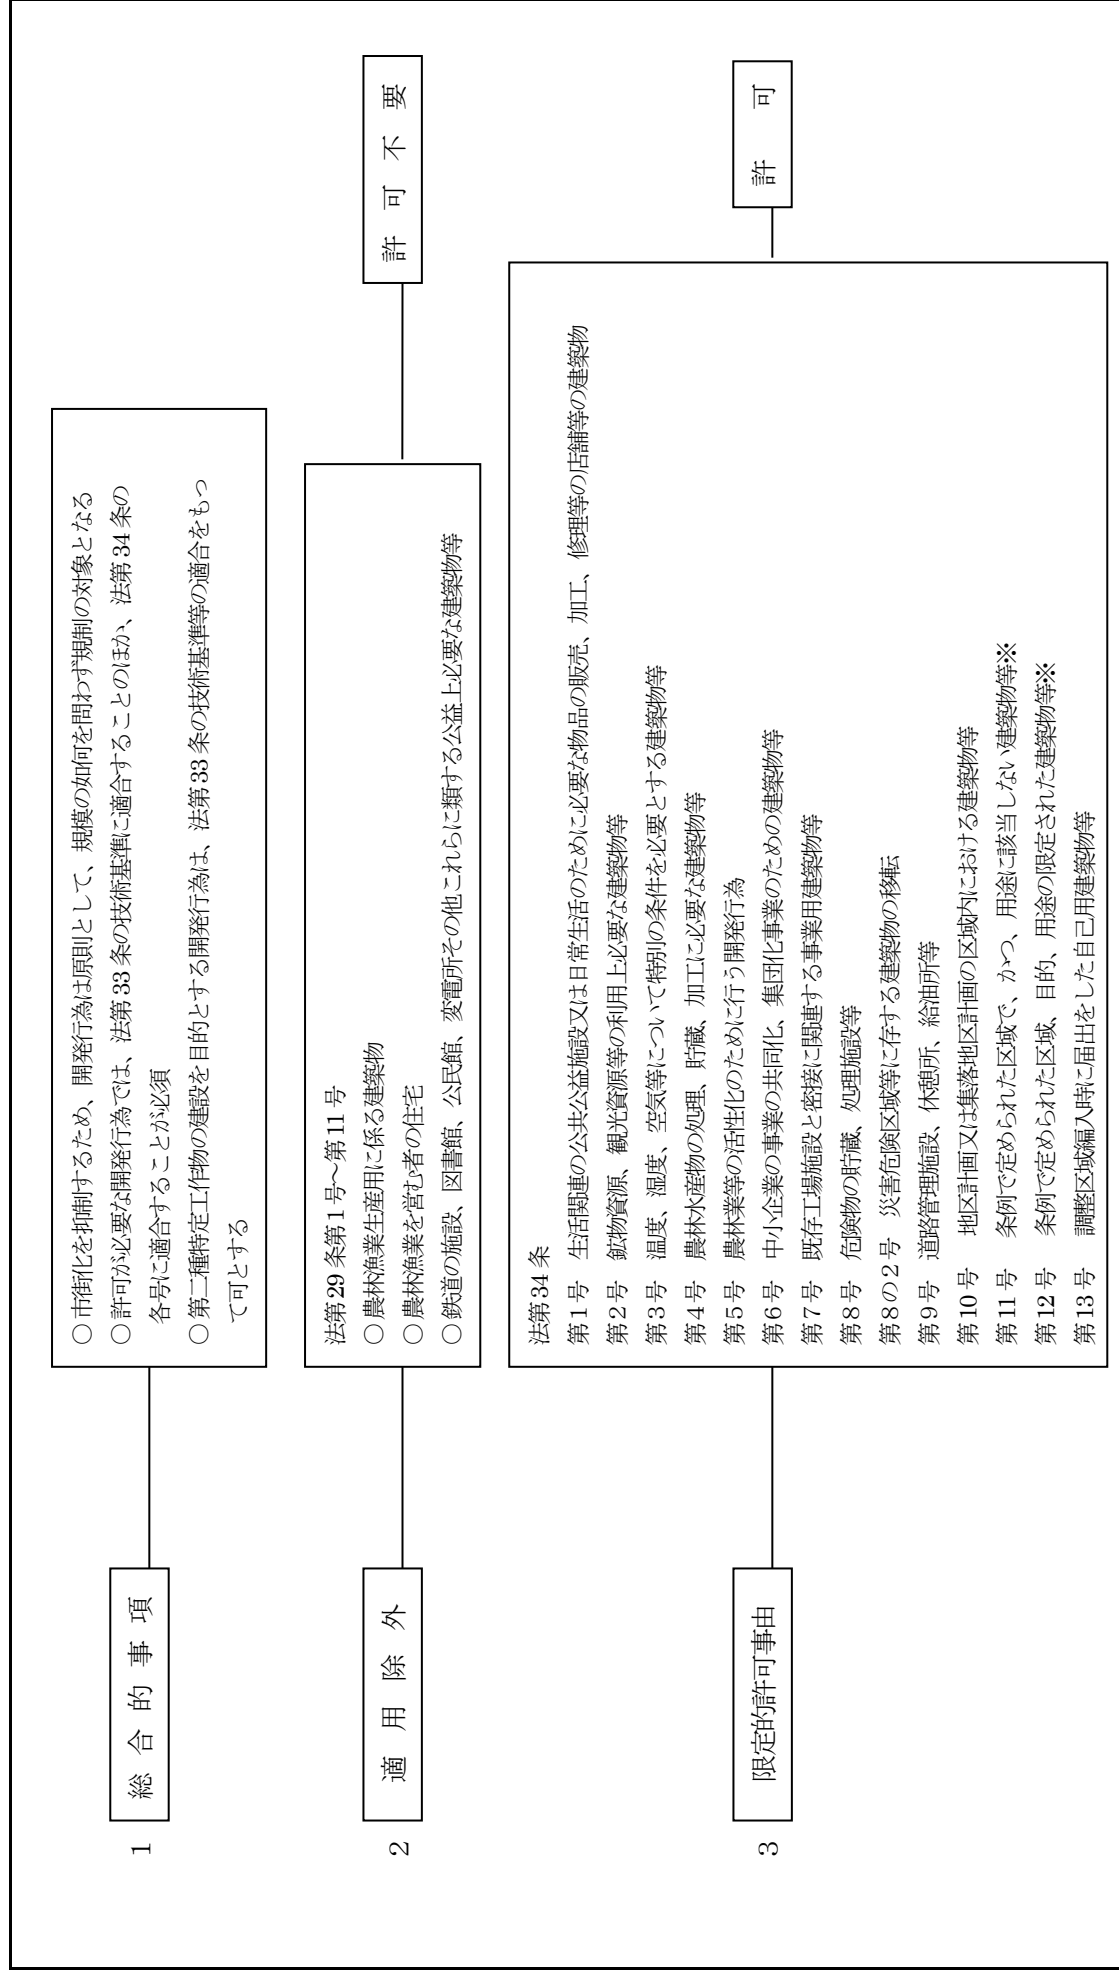 1
総合的事項
○市街化を抑制するため、開発行為は原則として、規模の如何を問わず規制の対象となる
○許可が必要な開発行為では、法第33条の技術基準に適合することのほか、法第34条の
各号に適合することが必須
○第二種特定工作物の建設を目的とする開発行為は、法第33条の技術基準等の適合をもっ
て可とする
2
適用除外
法第29条第1号～第11号
○農林漁業生産用に係る建築物
○農林漁業を営む者の住宅
○鉄道の施設、図書館、公民館、変電所その他これらに類する公益上必要な建築物等
許可不要
3
限定的許可事由
法第34条
第1号　生活関連の公共公益施設又は日常生活のために必要な物品の販売、加工、修理等の店舗等の建築物
第2号　鉱物資源、観光資源等の利用上必要な建築物等
第3号　温度、湿度、空気等について特別の条件を必要とする建築物等
第4号　農林水産物の処理、貯蔵、加工に必要な建築物等
第5号　農林業等の活性化のために行う開発行為
第6号　中小企業の事業の共同化、集団化事業のための建築物等
第7号　既存工場施設と密接に関連する事業用建築物等
第8号　危険物の貯蔵、処理施設等
第8の2号　災害危険区域等に存する建築物の移転
第9号　道路管理施設、休憩所、給油所等
第10号　地区計画又は集落地区計画の区域内における建築物等
第11号　条例で定められた区域で、かつ、用途に該当しない建築物等※
第12号　条例で定められた区域、目的、用途の限定された建築物等※
第13号　調整区域編入時に届出をした自己用建築物等
許可